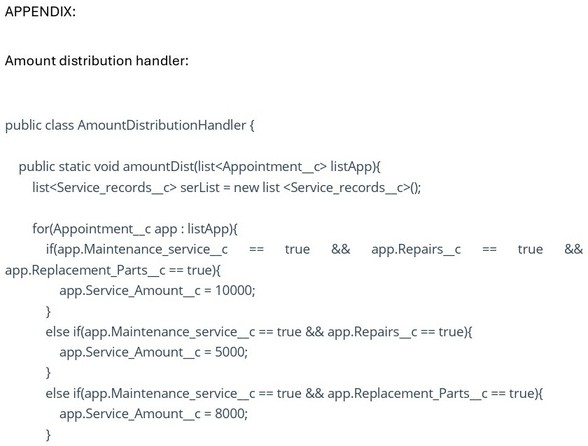 APPENDIX:
Amount distribution handler:
public class AmountDistributionHandler {
public static void amountDist(list<Appointment__c> listApp){
list<Service_records__c> serList = new list <Service_records__c>();
for(Appointment__c app : listApp){
if(app.Maintenance_service__c == true && app.Repairs__c == true &&
app.Replacement_Parts__c == true){
app.Service_Amount__c = 10000;
}
else if(app.Maintenance_service__c == true && app.Repairs__c == true){
app.Service_Amount__c = 5000;
}
else if(app.Maintenance_service__c == true && app.Replacement_Parts__c == true){
app.Service_Amount__c = 8000;
}